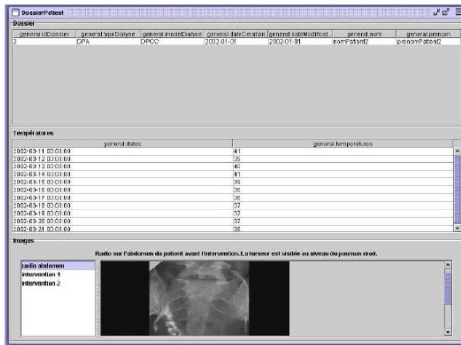 DossierPatient
Dossier
general.idDossier general.typeDialyse general.modeDialyse general.dateCreation general.dateModificat general.nom general.prenom
DPA DPCO 2002-01-01 2002-01-01 nomPatient2 prenomPatient2
Températures
general.dates general.temperatures
2002-03-11 00:00:00 41
2002-03-12 00:00:00 39
2002-03-13 00:00:00 40
2002-03-14 00:00:00 41
2002-03-15 00:00:00
2002-03-16 00:00:00
2002-03-17 00:00:00
2002-03-18 00:00:00 37
2002-03-19 00:00:00 37
2002-03-20 00:00:00 37
2002-03-21 00:00:00
Images
Radio sur l'abdomen du patient avant l'intervention. La tumeur est visible au niveau du poumon droit.
radio abdomen
intervention 1
intervention 2